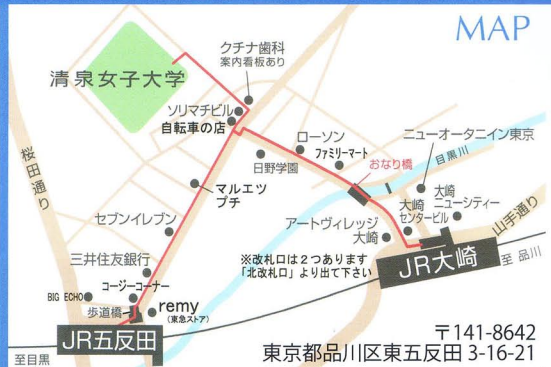 MAP
クチナ歯科
案内看板あり
清泉女子大学
ソリマチビル
自転車の店
ローソン
ファミリーマート
ニューオータニイン東京
日野学園
おなり橋
目黒川
桜田通り
マルエツ
プチ
大崎
ニューシティー
大崎
センタービル
山手通り
アートヴィレッジ
大崎
セブンイレブン
至 品川
JR大崎
※改札口は2つあります
「北改札口」より出て下さい
三井住友銀行
コージーコーナー
BIG ECHO
歩道橋
remy
(東急ストア)
JR五反田
至目黒
〒141-8642
東京都品川区東五反田 3-16-21